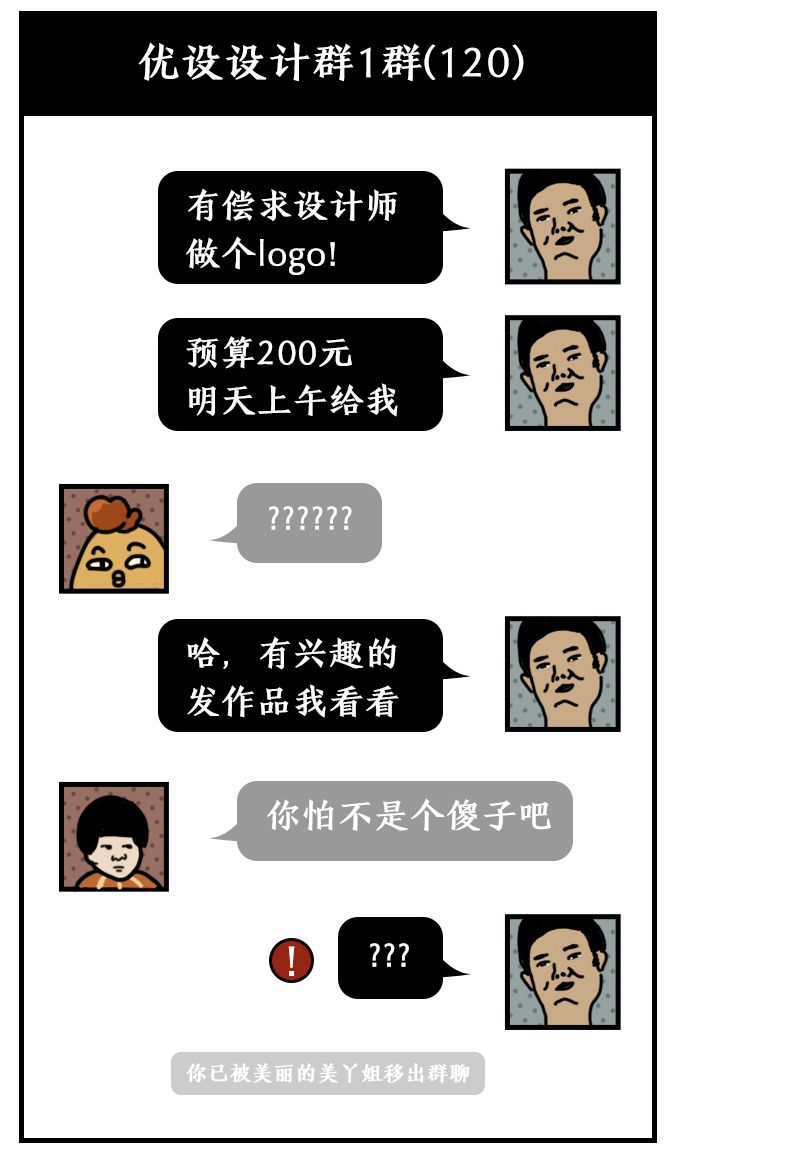 优设设计群1群(120)
有偿求设计师
做个logo!
预算200元
明天上午给我
??????
哈，有兴趣的
发作品我看看
你怕不是个傻子吧
!
???
你已被美丽的美丫姐移出群聊